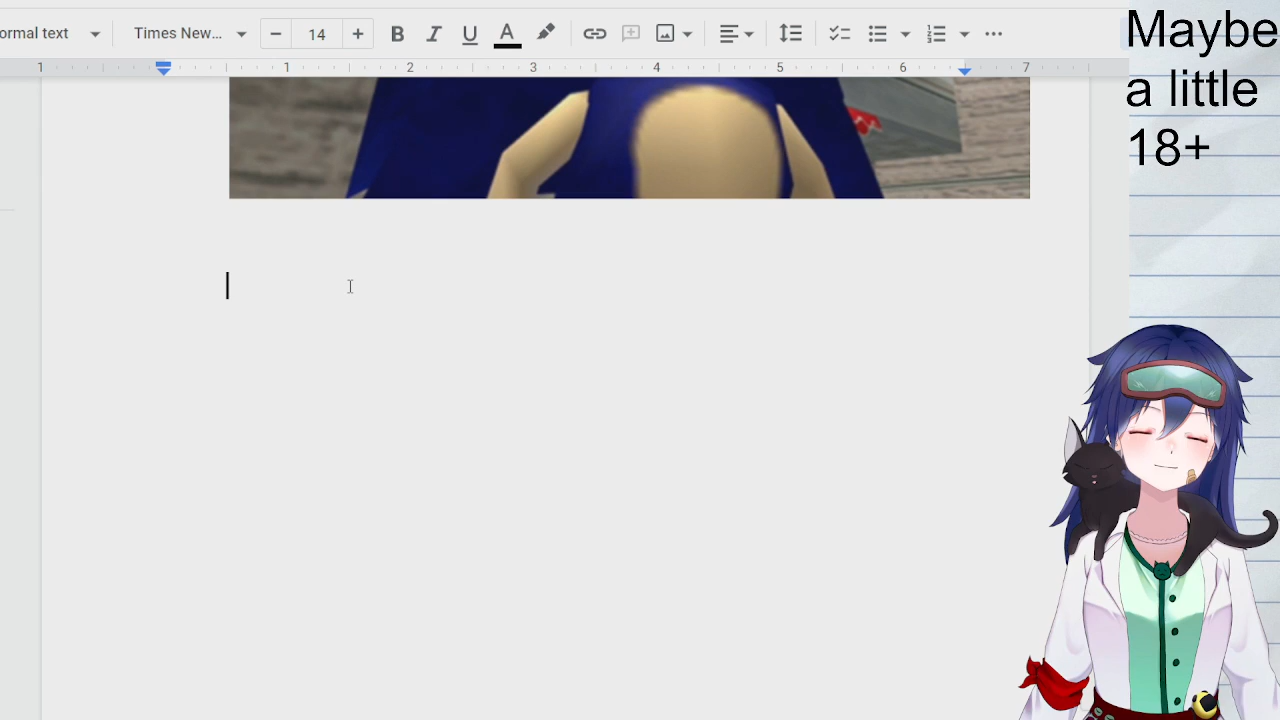 ormal text Times New... 14 B I U A
1 1 2 3 4 5 6 7
Maybe
a little
18+